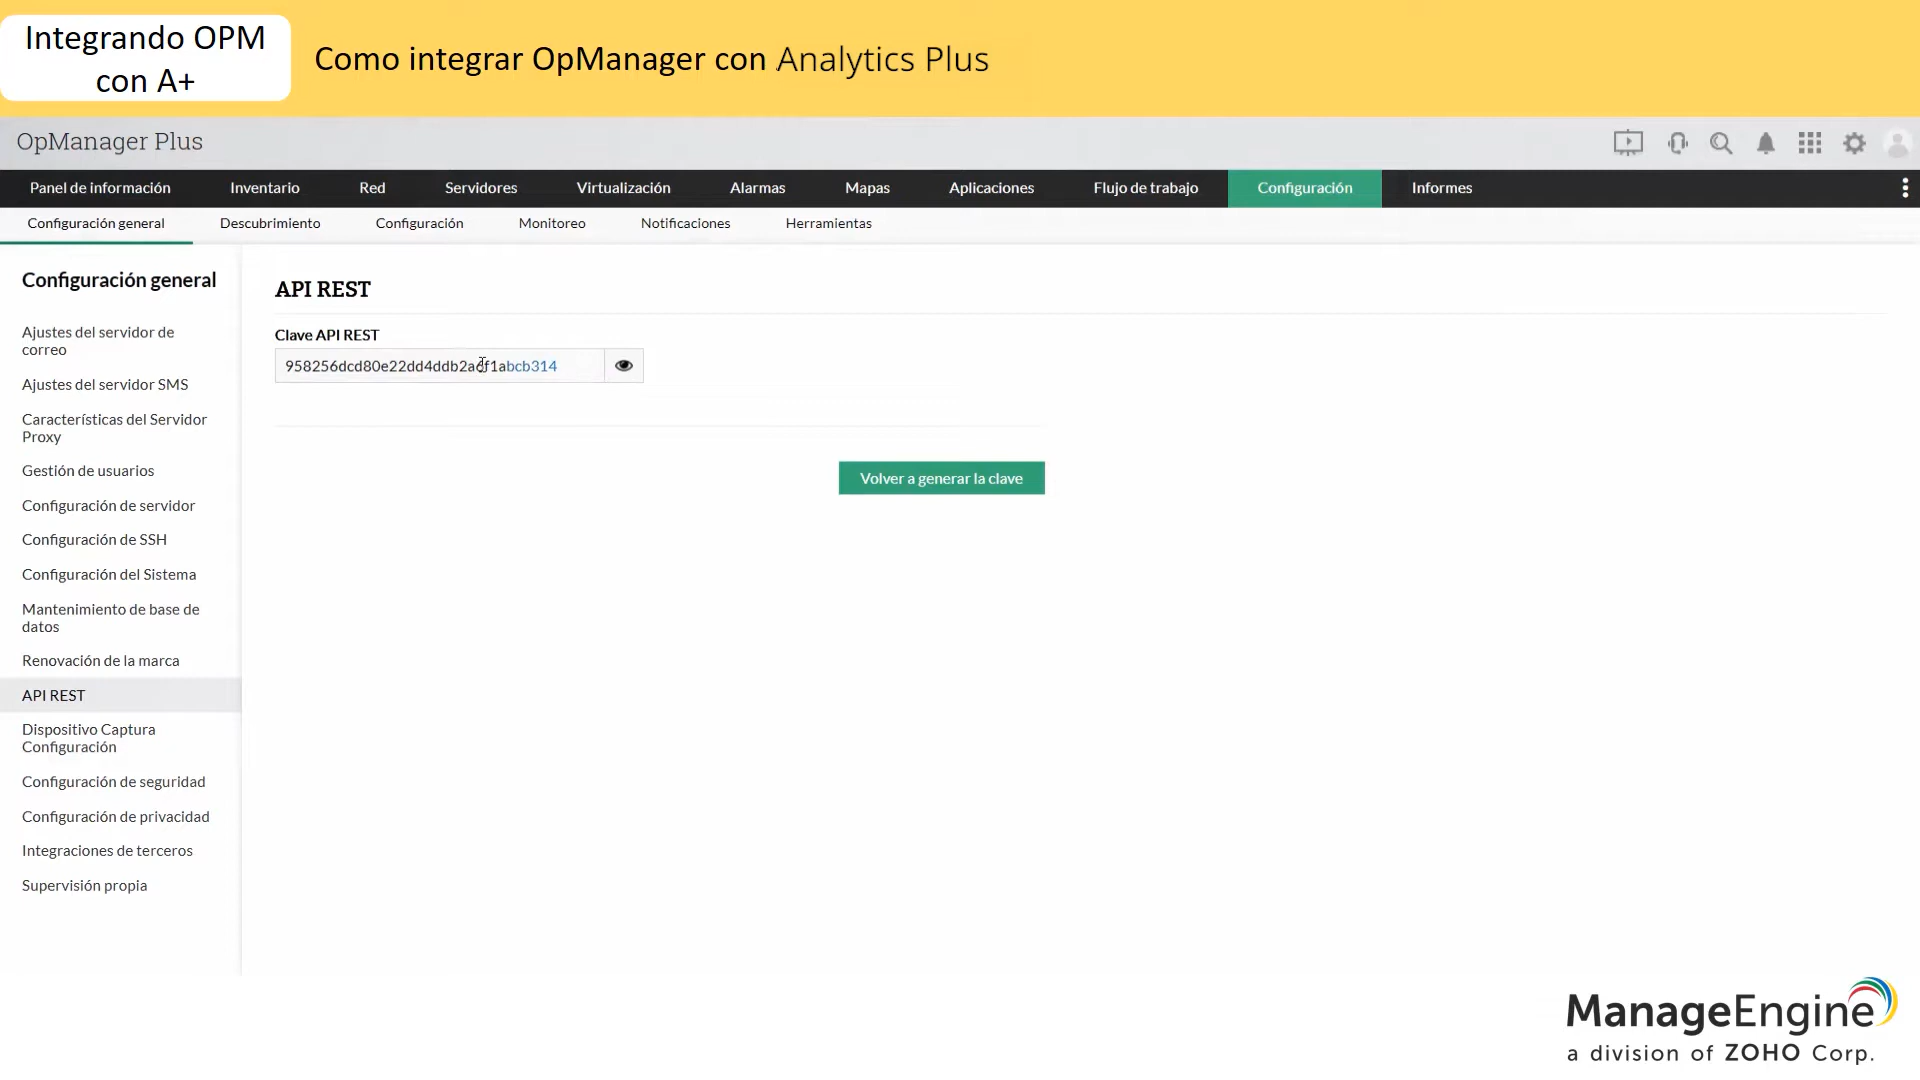 Integrando OPM
con A+
Como integrar OpManager con Analytics Plus
OpManager Plus
Panel de información Inventario Red Servidores Virtualización Alarmas Mapas Aplicaciones Flujo de trabajo Configuración Informes
Configuración general Descubrimiento Configuración Monitoreo Notificaciones Herramientas
Configuración general
Ajustes del servidor de
correo
Ajustes del servidor SMS
Características del Servidor
Proxy
Gestión de usuarios
Configuración de servidor
Configuración de SSH
Configuración del Sistema
Mantenimiento de base de
datos
Renovación de la marca
API REST
Dispositivo Captura
Configuración
Configuración de seguridad
Configuración de privacidad
Integraciones de terceros
Supervisión propia
API REST
Clave API REST
Volver a generar la clave
ManageEngine
a division of ZOHO Corp.